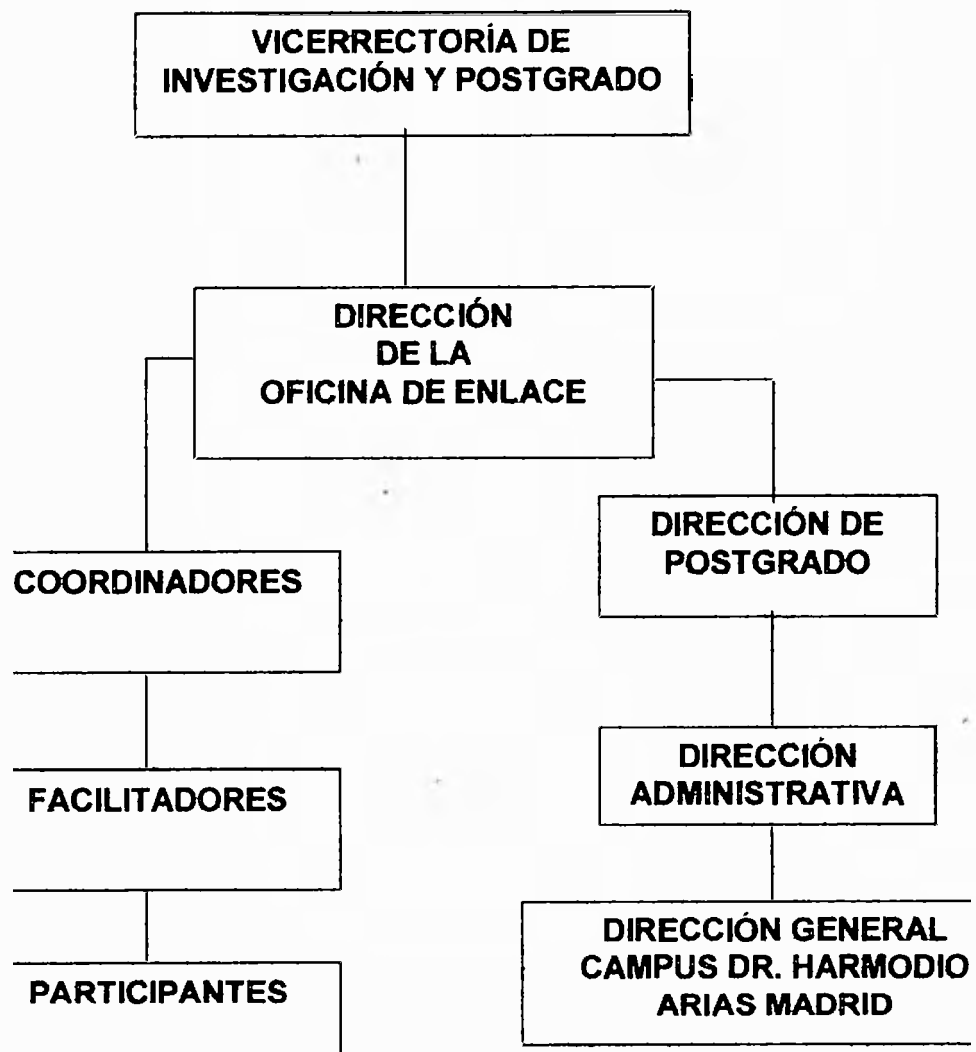 VICERRECTORÍA DE
INVESTIGACIÓN Y POSTGRADO
DIRECCIÓN
DE LA
OFICINA DE ENLACE
COORDINADORES
FACILITADORES
PARTICIPANTES
DIRECCIÓN DE
POSTGRADO
DIRECCIÓN
ADMINISTRATIVA
DIRECCIÓN GENERAL
CAMPUS DR. HARMODIO
ARIAS MADRID